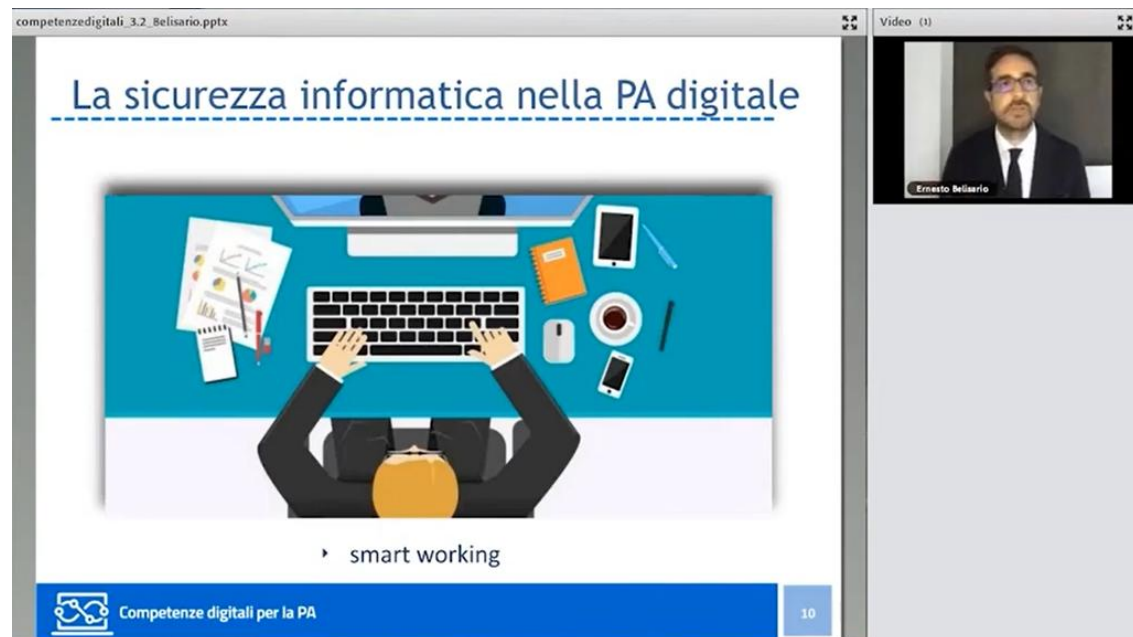 competenzedigitali_3.2_Belisario.pptx
Video (1)
La sicurezza informatica nella PA digitale
Ernesto Belisario
smart working
Competenze digitali per la PA
10